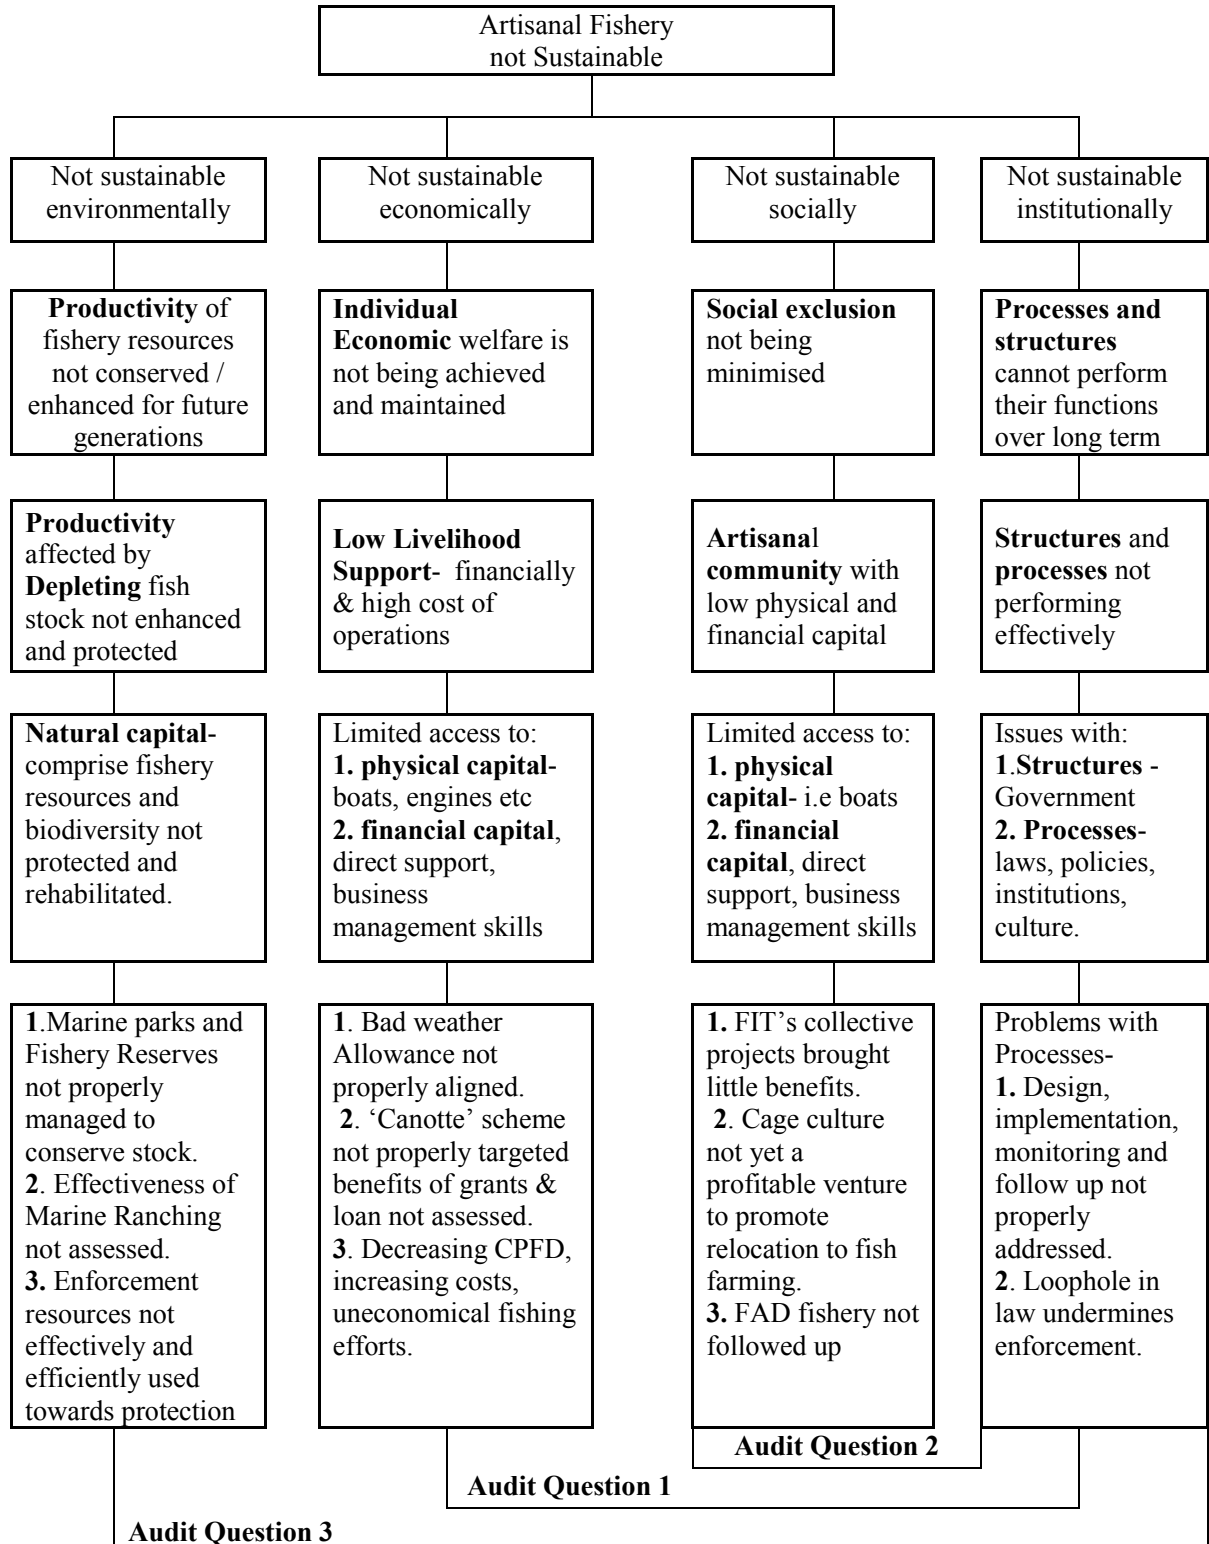 Artisanal Fishery
not Sustainable
Not sustainable
environmentally
Not sustainable
economically
Not sustainable
socially
Not sustainable
institutionally
Productivity of
fishery resources
not conserved /
enhanced for future
generations
Individual
Economic welfare is
not being achieved
and maintained
Social exclusion
not being
minimised
Processes and
structures
cannot perform
their functions
over long term
Productivity
affected by
Depleting fish
stock not enhanced
and protected
Low Livelihood
Support-  financially
& high cost of
operations
Artisanal
community with
low physical and
financial capital
Structures and
processes not
performing
effectively
Natural capital-
comprise fishery
resources and
biodiversity not
protected and
rehabilitated.
Limited access to:
1. physical capital-
boats, engines etc
2. financial capital,
direct support,
business
management skills
Limited access to:
1. physical
capital- i.e boats
2. financial
capital, direct
support, business
management skills
Issues with:
1.Structures -
Government
2. Processes-
laws, policies,
institutions,
culture.
1.Marine parks and
Fishery Reserves
not properly
managed to
conserve stock.
2. Effectiveness of
Marine Ranching
not assessed.
3. Enforcement
resources not
effectively and
efficiently used
towards protection
1. Bad weather
Allowance not
properly aligned.
2. ‘Canotte’ scheme
not properly targeted
benefits of grants &
loan not assessed.
3. Decreasing CPFD,
increasing costs,
uneconomical fishing
efforts.
1. FIT’s collective
projects brought
little benefits.
2. Cage culture
not yet a
profitable venture
to promote
relocation to fish
farming.
3. FAD fishery not
followed up
Problems with
Processes-
1. Design,
implementation,
monitoring and
follow up not
properly
addressed.
2. Loophole in
law undermines
enforcement.
Audit Question 2
Audit Question 1
Audit Question 3